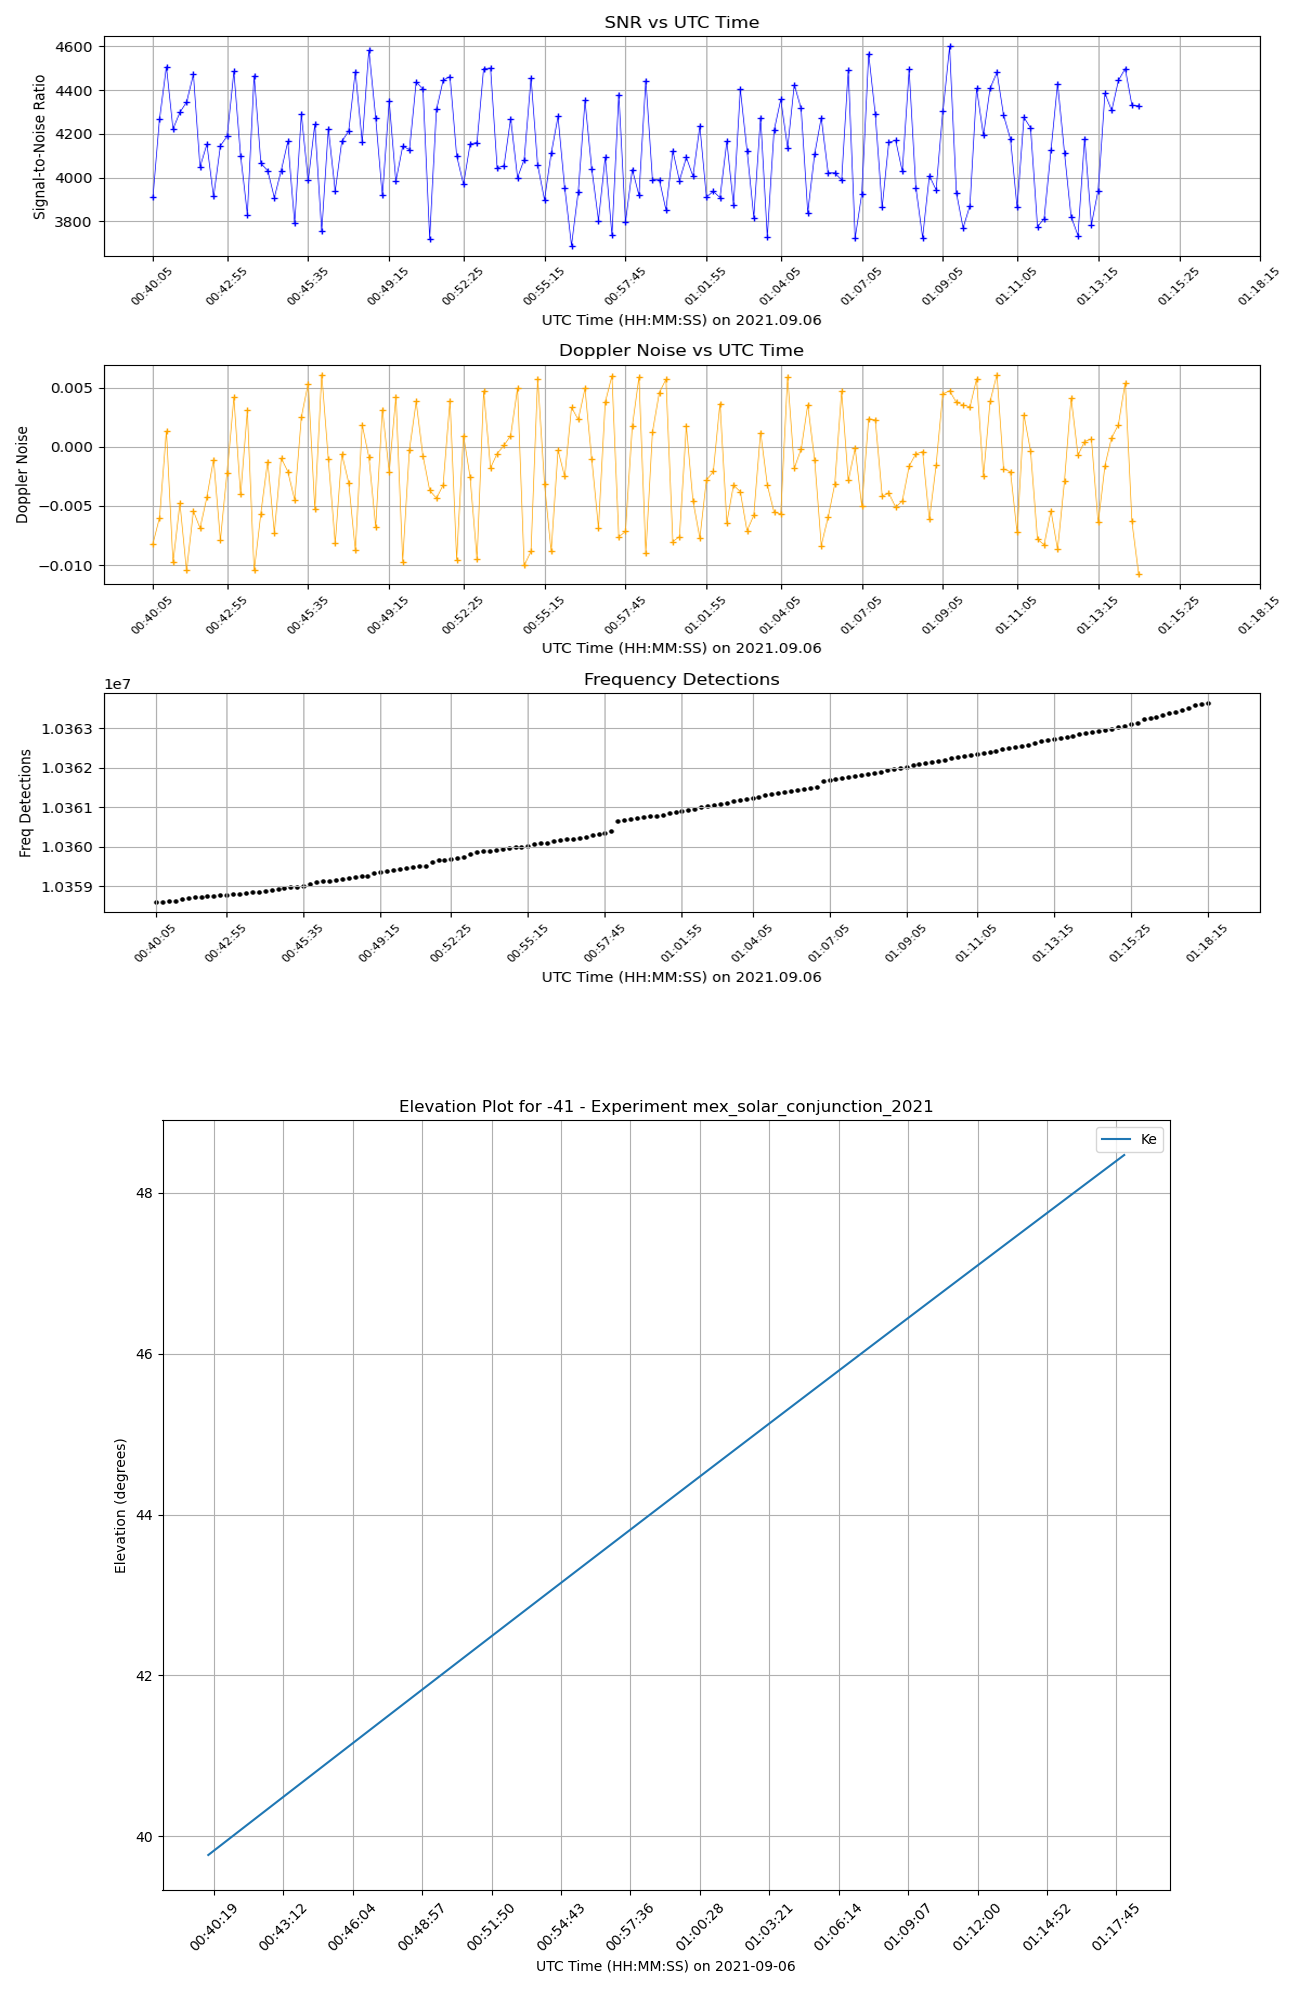 SNR vs UTC Time
Signal-to-Noise Ratio
4600
4400
4200
4000
3800
00:40:05 00:42:55 00:45:35 00:49:15 00:52:25 00:55:15 00:57:45 01:01:55 01:04:05 01:07:05 01:09:05 01:11:05 01:13:15 01:15:25 01:18:15
UTC Time (HH:MM:SS) on 2021.09.06
Doppler Noise vs UTC Time
Doppler Noise
0.005
0.000
−0.005
−0.010
00:40:05 00:42:55 00:45:35 00:49:15 00:52:25 00:55:15 00:57:45 01:01:55 01:04:05 01:07:05 01:09:05 01:11:05 01:13:15 01:15:25 01:18:15
UTC Time (HH:MM:SS) on 2021.09.06
Frequency Detections
1e7
Freq Detections
1.0363
1.0362
1.0361
1.0360
1.0359
00:40:05 00:42:55 00:45:35 00:49:15 00:52:25 00:55:15 00:57:45 01:01:55 01:04:05 01:07:05 01:09:05 01:11:05 01:13:15 01:15:25 01:18:15
UTC Time (HH:MM:SS) on 2021.09.06
Elevation Plot for -41 - Experiment mex_solar_conjunction_2021
Ke
Elevation (degrees)
48
46
44
42
40
00:40:19 00:43:12 00:46:04 00:48:57 00:51:50 00:54:43 00:57:36 01:00:28 01:03:21 01:06:14 01:09:07 01:12:00 01:14:52 01:17:45
UTC Time (HH:MM:SS) on 2021-09-06